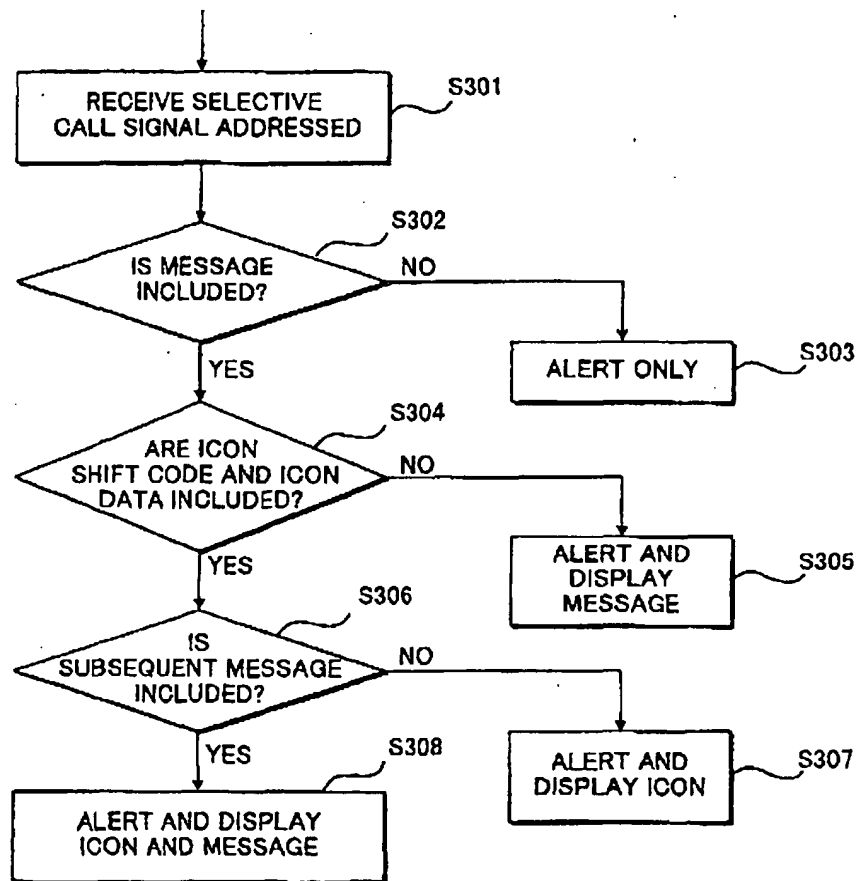 RECEIVE SELECTIVE
CALL SIGNAL ADDRESSED
S301
S302
IS MESSAGE
INCLUDED?
NO
YES
ALERT ONLY
S303
S304
ARE ICON
SHIFT CODE AND ICON
DATA INCLUDED?
NO
YES
ALERT AND
DISPLAY
MESSAGE
S305
S306
IS
SUBSEQUENT MESSAGE
INCLUDED?
NO
YES
ALERT AND
DISPLAY ICON
S307
S308
ALERT AND DISPLAY
ICON AND MESSAGE